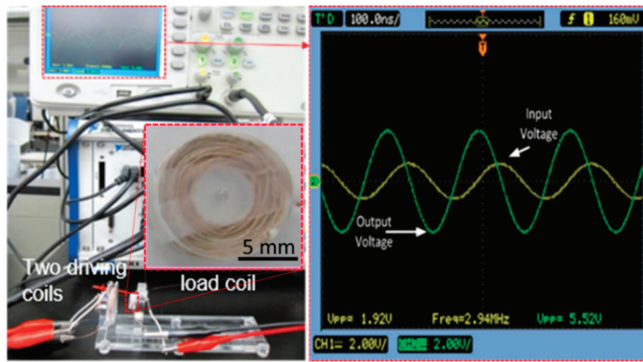 T'D 100.0ns/ 160mV
Input
Voltage
Output
Voltage
5 mm
Two driving
coils
load coil
Vpp= 1.92V Freq=2.94MHz Vpp= 5.52V
CH1= 2.00V/ CH2= 2.00V/